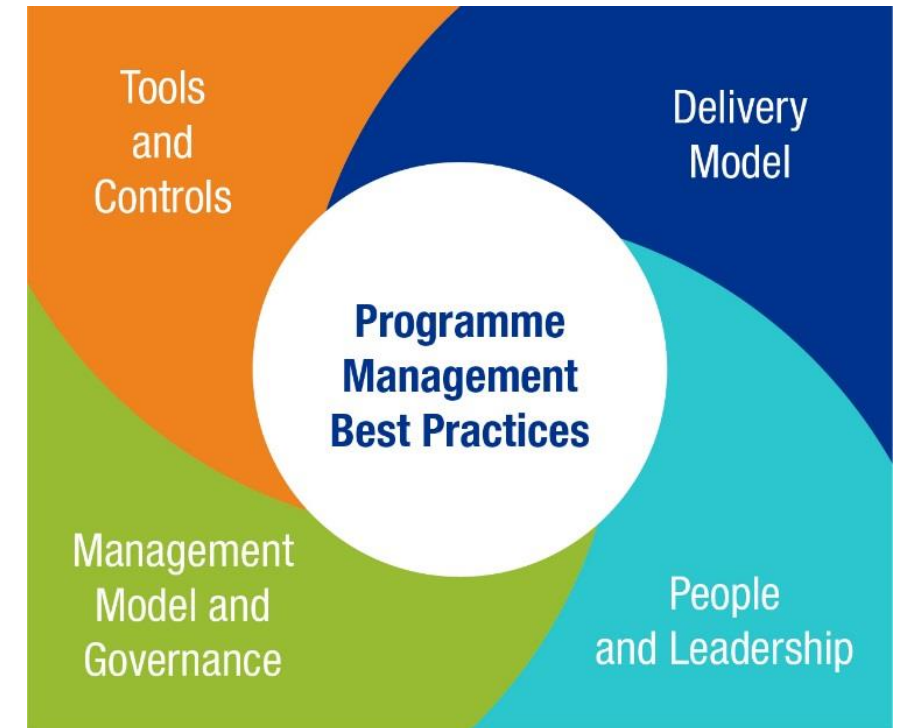 Tools
and
Controls
Delivery
Model
Programme
Management
Best Practices
Management
Model and
Governance
People
and Leadership